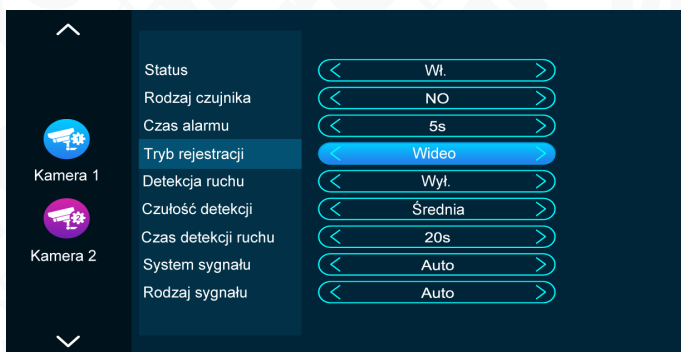 Kamera 1
Kamera 2
Status Wł.
Rodzaj czujnika NO
Czas alarmu 5s
Tryb rejestracji Wideo
Detekcja ruchu Wył.
Czułość detekcji Średnia
Czas detekcji ruchu 20s
System sygnału Auto
Rodzaj sygnału Auto